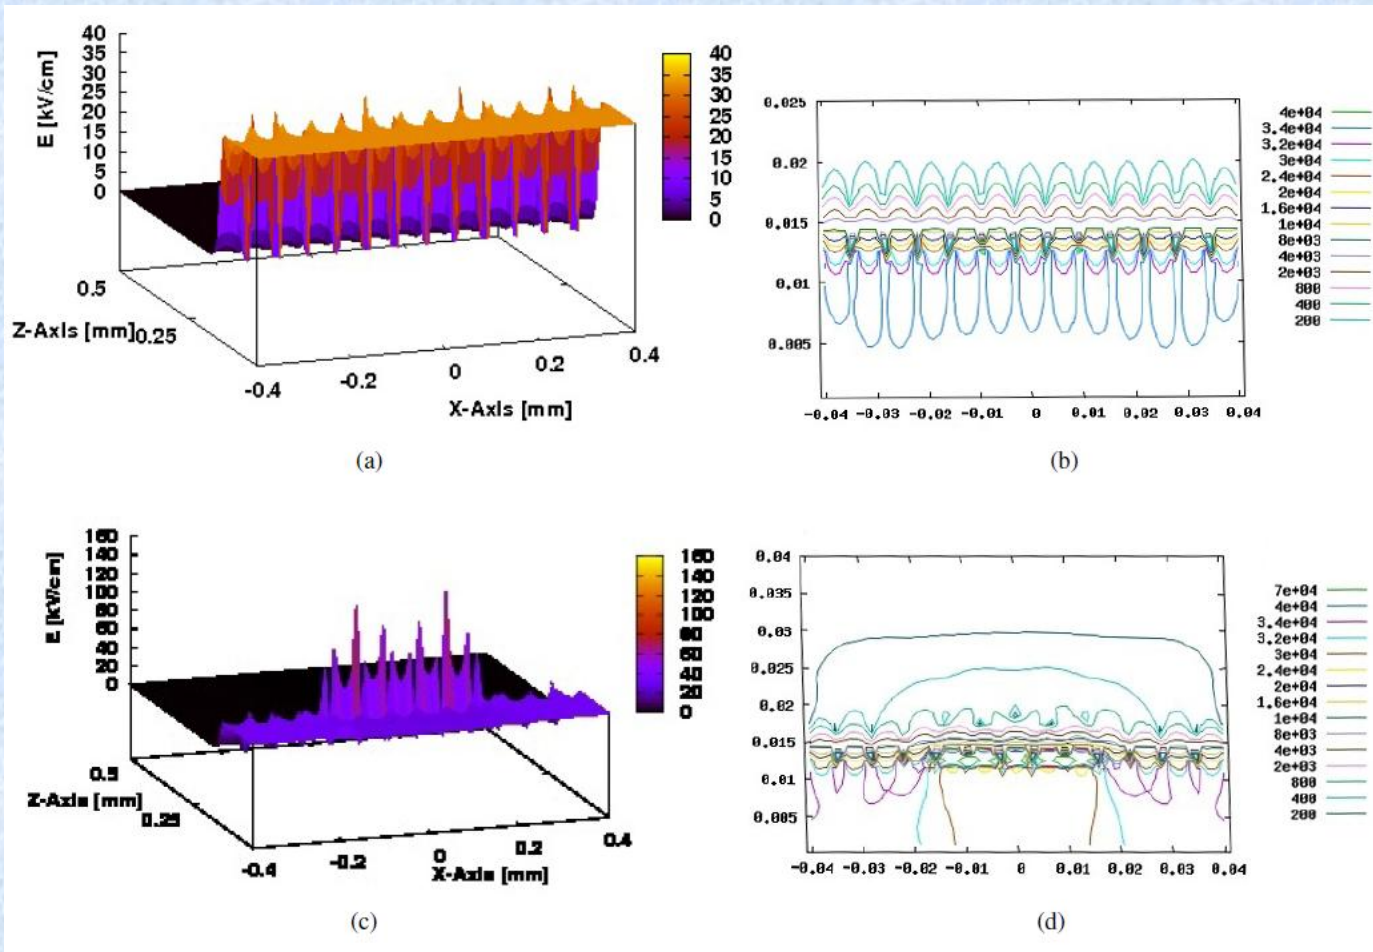 40
35
30
25
20
15
10
5
0
E [kV/cm]
0.5
Z-Axis [mm]
0.25
-0.4
-0.2
0
0.2
0.4
X-Axis [mm]
40
35
30
25
20
15
10
5
0
(a)
0.025
0.02
0.015
0.01
0.005
-0.04 -0.03 -0.02 -0.01 0 0.01 0.02 0.03 0.04
4e+04
3.4e+04
3.2e+04
3e+04
2.4e+04
2e+04
1.6e+04
1e+04
8e+03
4e+03
2e+03
800
400
200
(b)
160
140
120
100
80
60
40
20
0
E [kV/cm]
0.5
Z-Axis [mm]
0.25
-0.4
-0.2
0
0.2
0.4
X-Axis [mm]
160
140
120
100
80
60
40
20
0
(c)
0.04
0.035
0.03
0.025
0.02
0.015
0.01
0.005
-0.04 -0.03 -0.02 -0.01 0 0.01 0.02 0.03 0.04
7e+04
4e+04
3.4e+04
3.2e+04
3e+04
2.4e+04
2e+04
1.6e+04
1e+04
8e+03
4e+03
2e+03
800
400
200
(d)